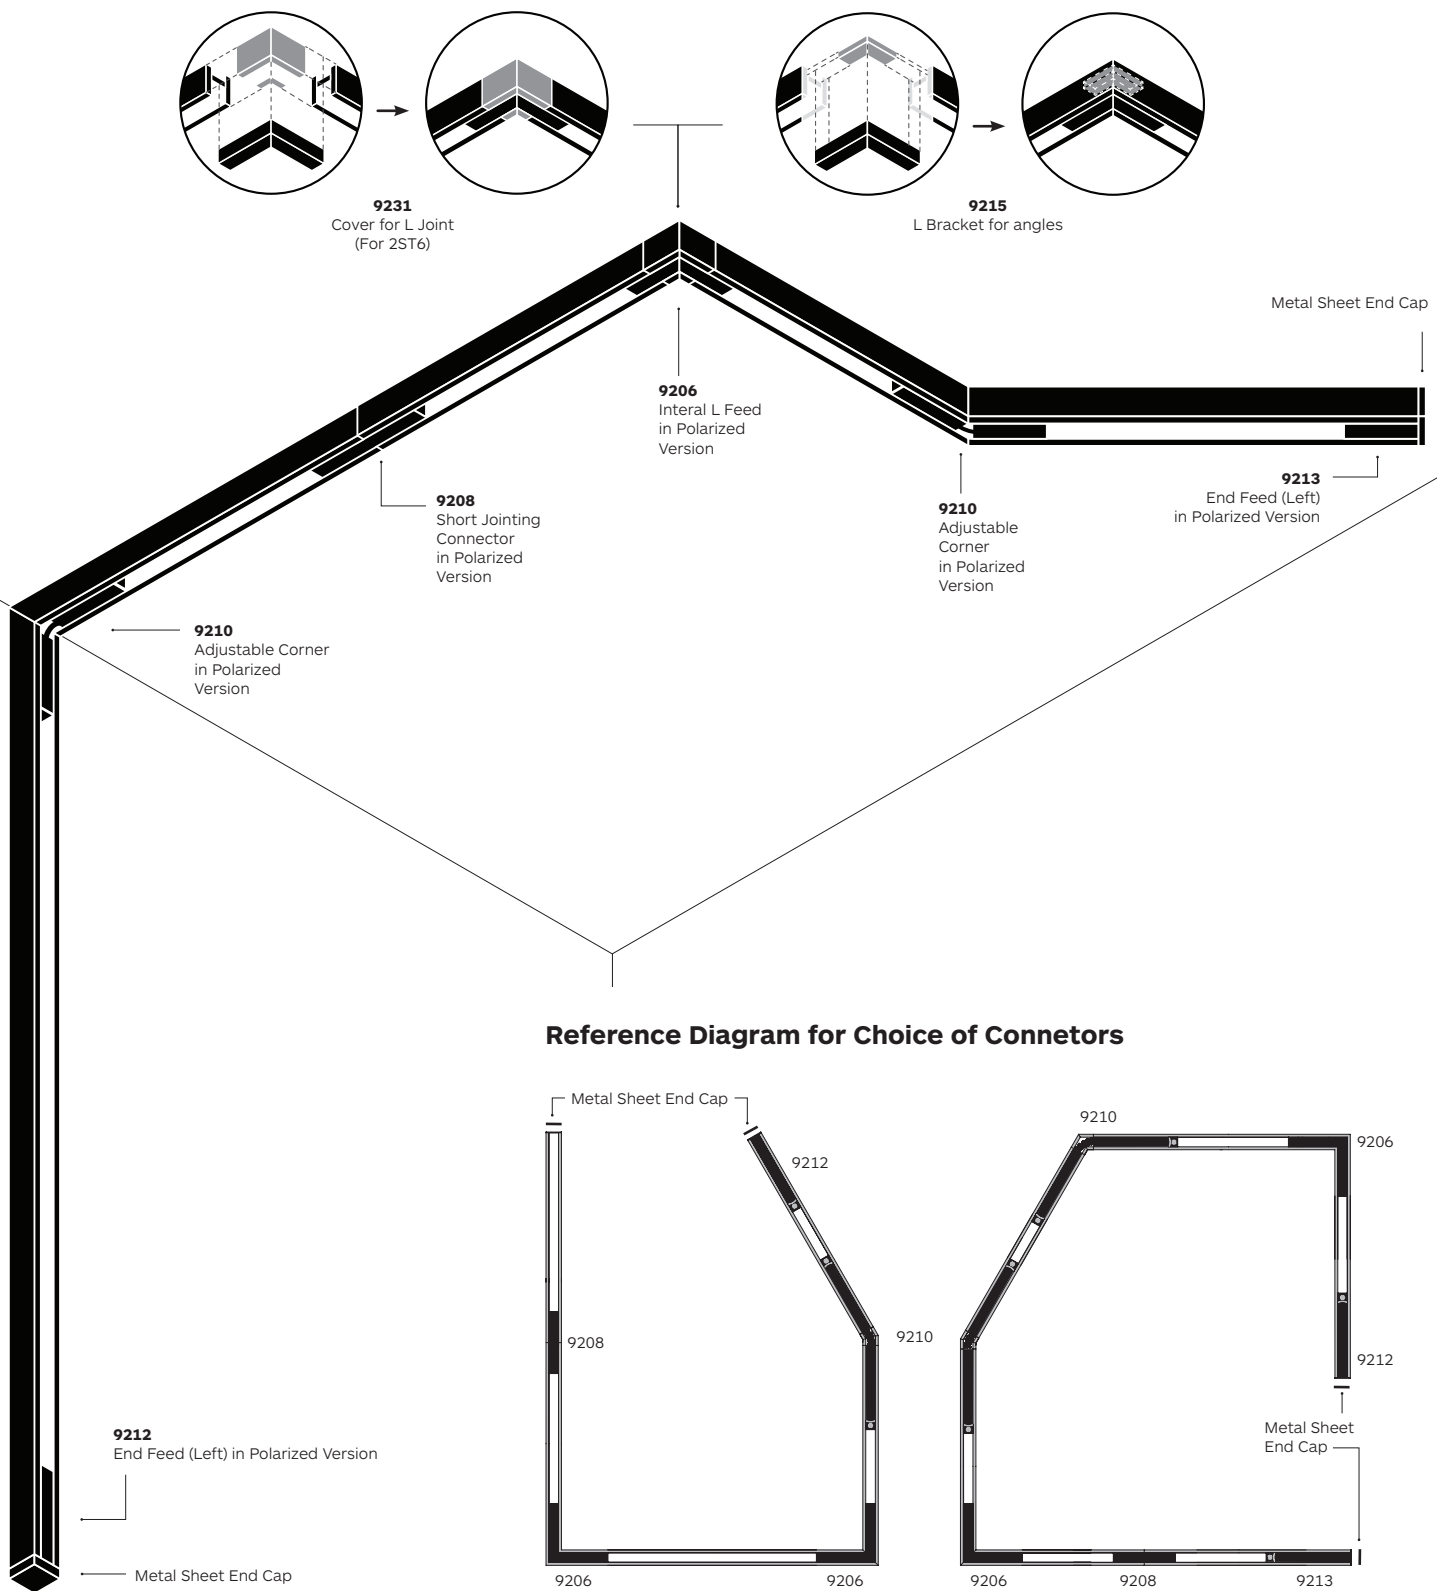 9231
Cover for L Joint
(For 2ST6)
9215
L Bracket for angles
Metal Sheet End Cap
9206
Interal L Feed
in Polarized
Version
9208
Short Jointing
Connector
in Polarized
Version
9210
Adjustable
Corner
in Polarized
Version
9213
End Feed (Left)
in Polarized Version
9210
Adjustable Corner
in Polarized
Version
Reference Diagram for Choice of Connetors
Metal Sheet End Cap
9212
9208
9210
9206
9206
9210
9206
9212
Metal Sheet
End Cap
9206
9208
9213
9212
End Feed (Left) in Polarized Version
Metal Sheet End Cap